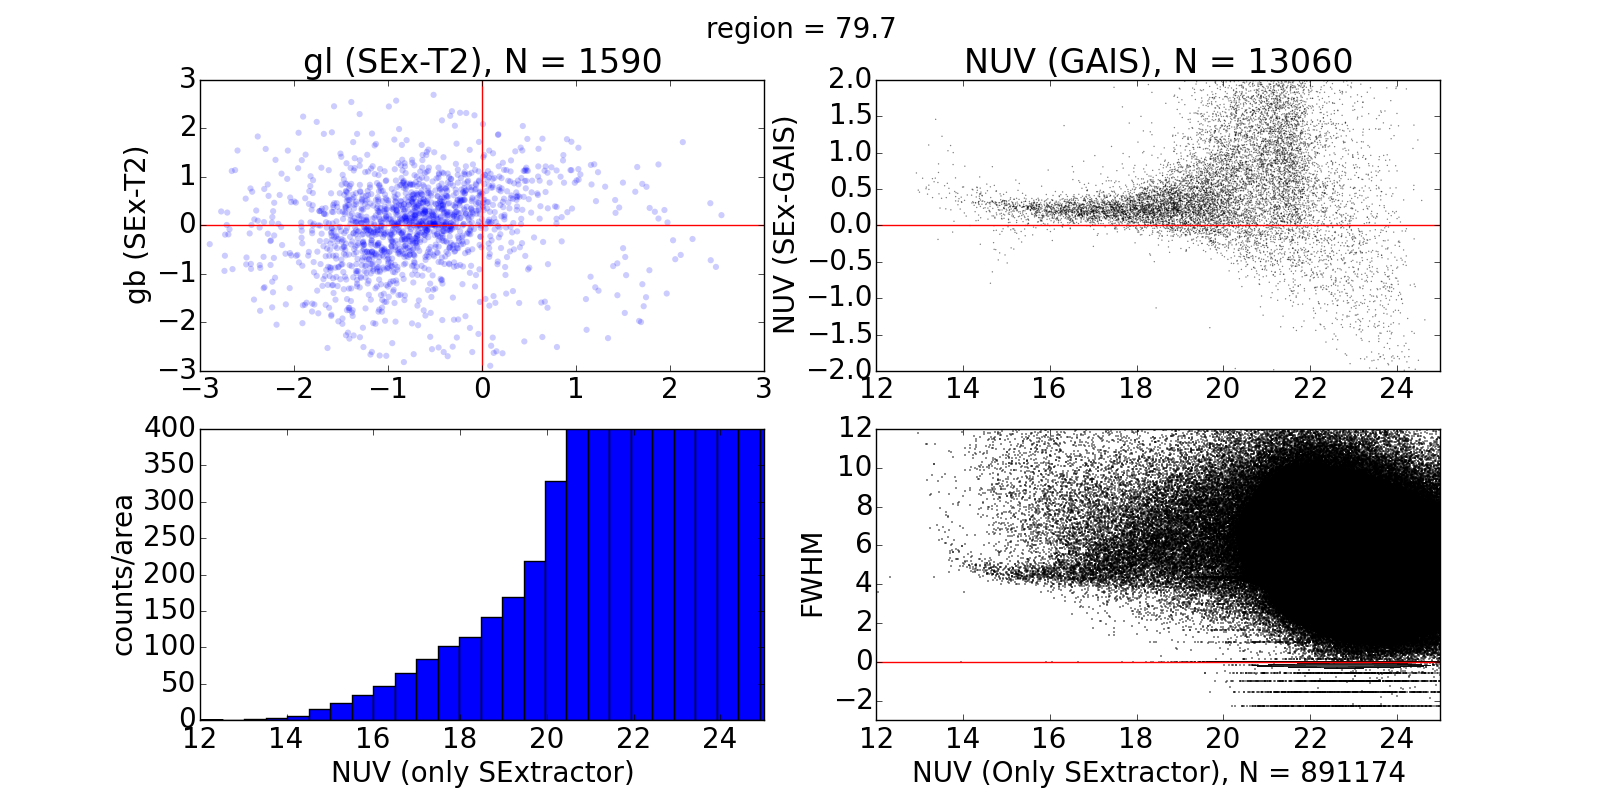 region = 79.7
gl (SEx-T2), N = 1590
NUV (GAIS), N = 13060
3
2
1
0
−1
−2
−3
gb (SEx-T2)
−3 −2 −1 0 1 2 3
2.0
1.5
1.0
0.5
0.0
−0.5
−1.0
−1.5
−2.0
NUV (SEx-GAIS)
12 14 16 18 20 22 24
400
350
300
250
200
150
100
50
0
counts/area
12 14 16 18 20 22 24
NUV (only SExtractor)
12
10
8
6
4
2
0
−2
FWHM
12 14 16 18 20 22 24
NUV (Only SExtractor), N = 891174